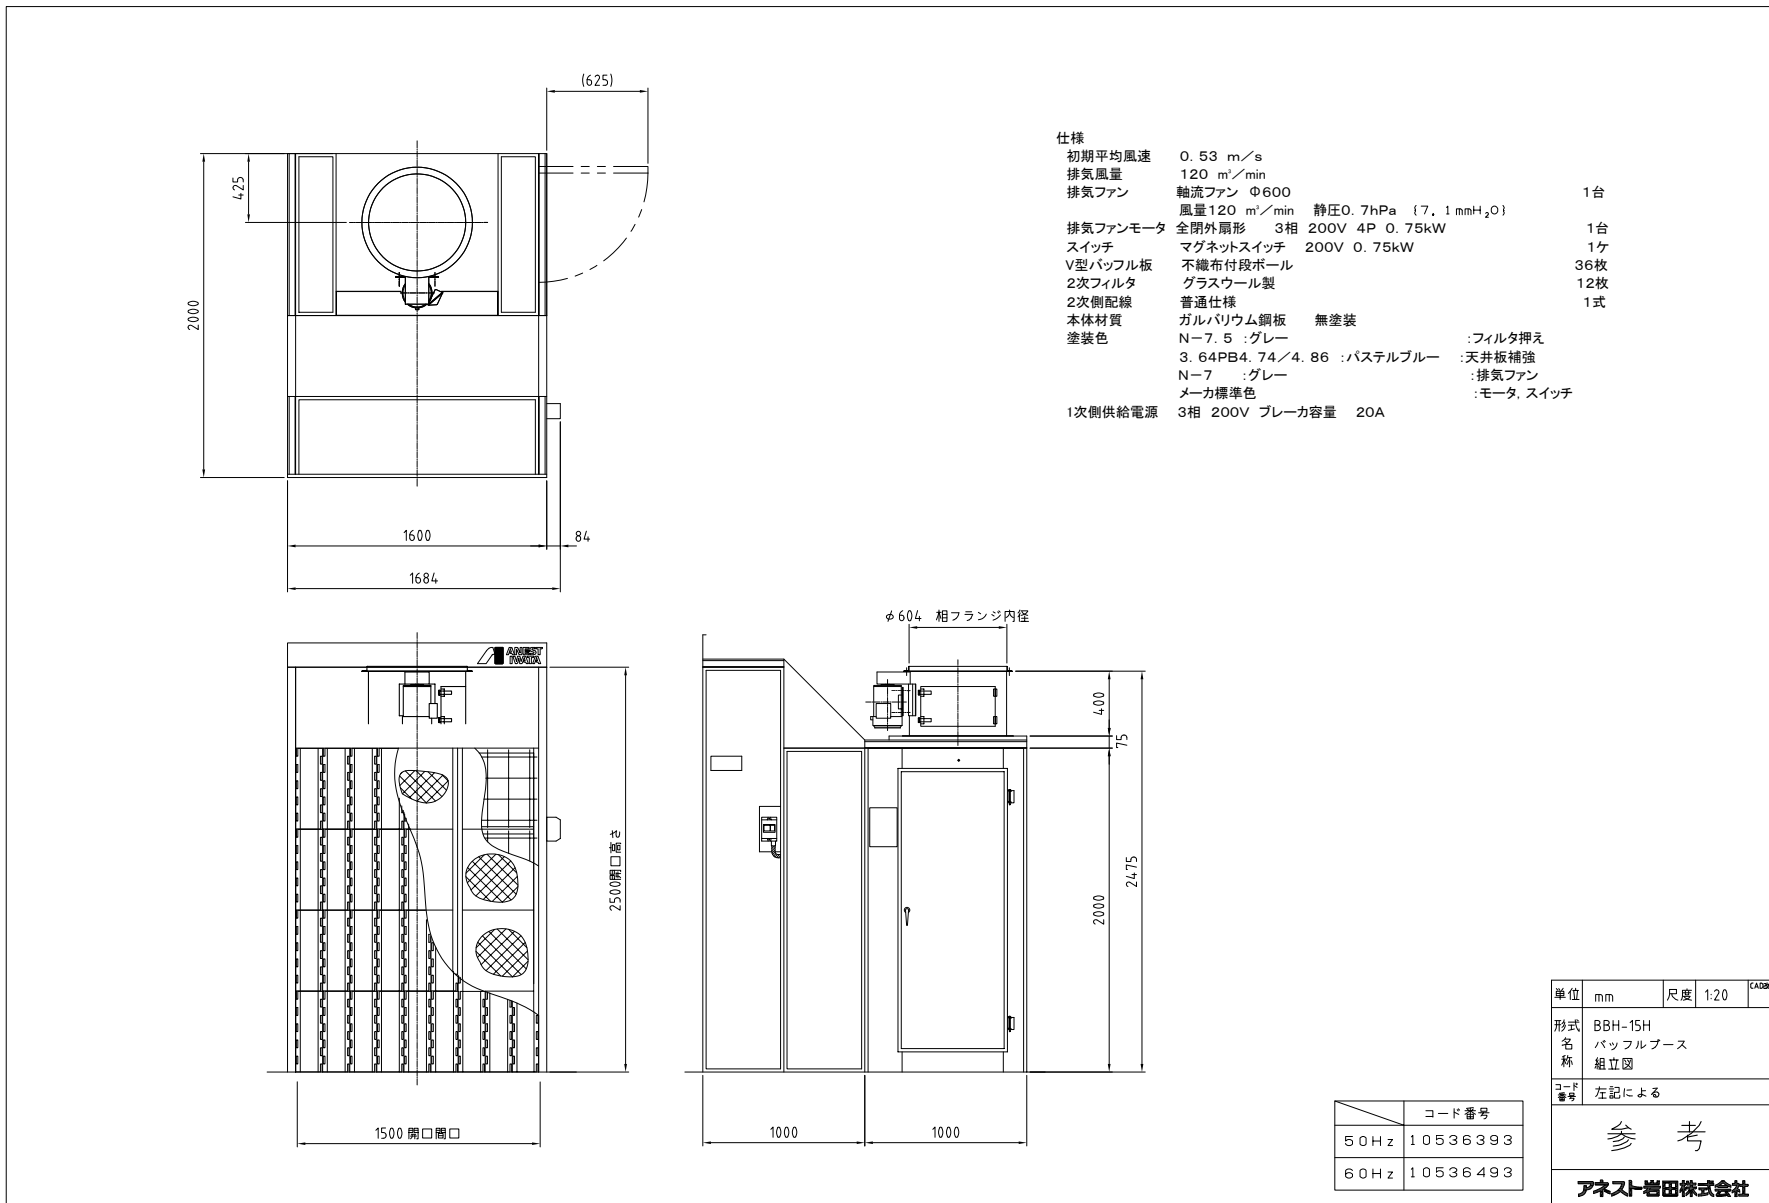 (625)
425
2000
1600
84
1684
仕様
初期平均風速 0.53 m/s
排気風量 120 m³/min
排気ファン 軸流ファン Φ600 1台
風量120 m³/min 静圧0.7hPa {7.1mmH₂O}
排気ファンモータ 全閉外扇形 3相 200V 4P 0.75kW 1台
スイッチ マグネットスイッチ 200V 0.75kW 1ケ
V型バッフル板 不織布付段ボール 36枚
2次フィルタ グラスウール製 12枚
2次側配線 普通仕様 1式
本体材質 ガルバリウム鋼板 無塗装
塗装色 N-7.5 :グレー :フィルタ押え
3.64PB4.74/4.86 :パステルブルー :天井板補強
N-7 :グレー :排気ファン
メーカ標準色 :モータ,スイッチ
1次側供給電源 3相 200V ブレーカ容量 20A
ANEST
IWATA
2500開口高さ
1500 開口間口
φ604 相フランジ内径
400
75
2475
2000
1000
1000
コード番号
50Hz 10536393
60Hz 10536493
単位 mm 尺度 1:20
形式 BBH-15H
名 バッフルブース
称 組立図
コード番号 左記による
参 考
アネスト岩田株式会社